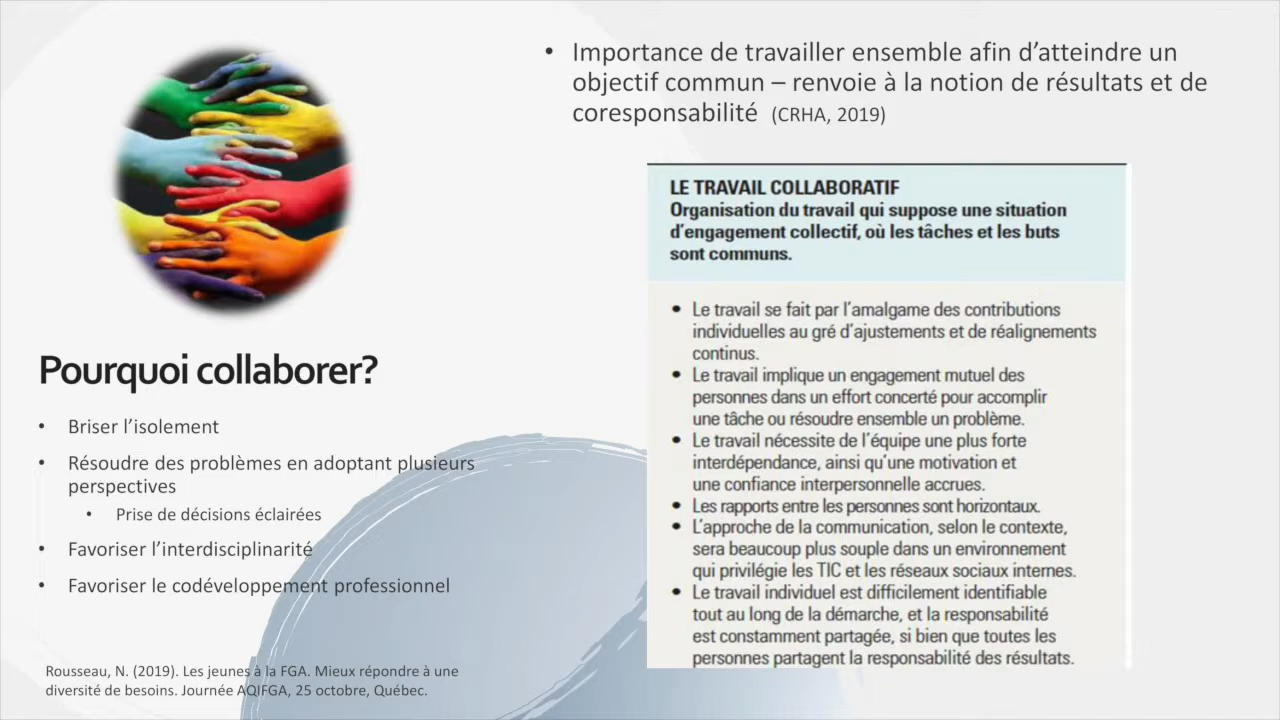 • Importance de travailler ensemble afin d’atteindre un
objectif commun – renvoie à la notion de résultats et de
coresponsabilité (CRHA, 2019)
LE TRAVAIL COLLABORATIF
Organisation du travail qui suppose une situation
d’engagement collectif, où les tâches et les buts
sont communs.
• Le travail se fait par l’amalgame des contributions
individuelles au gré d’ajustements et de réalignements
continus.
• Le travail implique un engagement mutuel des
personnes dans un effort concerté pour accomplir
une tâche ou résoudre ensemble un problème.
• Le travail nécessite de l’équipe une plus forte
interdépendance, ainsi qu’une motivation et
une confiance interpersonnelle accrues.
• Les rapports entre les personnes sont horizontaux.
• L’approche de la communication, selon le contexte,
sera beaucoup plus souple dans un environnement
qui privilégie les TIC et les réseaux sociaux internes.
• Le travail individuel est difficilement identifiable
tout au long de la démarche, et la responsabilité
est constamment partagée, si bien que toutes les
personnes partagent la responsabilité des résultats.
Pourquoi collaborer?
• Briser l’isolement
• Résoudre des problèmes en adoptant plusieurs
perspectives
• Prise de décisions éclairées
• Favoriser l’interdisciplinarité
• Favoriser le codéveloppement professionnel
Rousseau, N. (2019). Les jeunes à la FGA. Mieux répondre à une
diversité de besoins. Journée AQIFGA, 25 octobre, Québec.